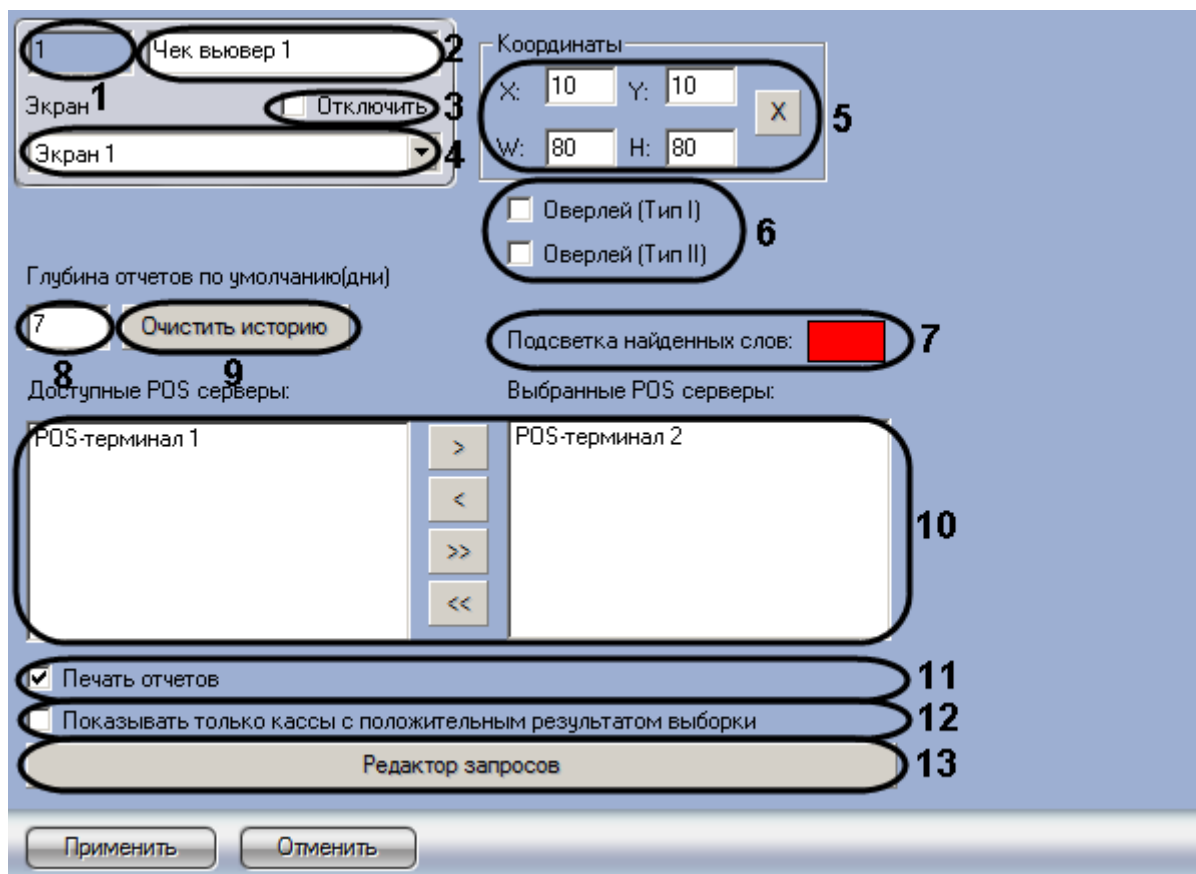 1 Чек вьювер 1 2
Экран 1 Отключить 3
Экран 1 4
Координаты
X: 10 Y: 10
X 5
W: 80 H: 80
Оверлей (Тип I)
6
Оверлей (Тип II)
Глубина отчетов по умолчанию(дни)
7 Очистить историю
8 9
Подсветка найденных слов: 7
Доступные POS серверы: Выбранные POS серверы:
POS-терминал 1 > POS-терминал 2
<
>>
<<
10
Печать отчетов 11
Показывать только кассы с положительным результатом выборки 12
Редактор запросов 13
Применить Отменить